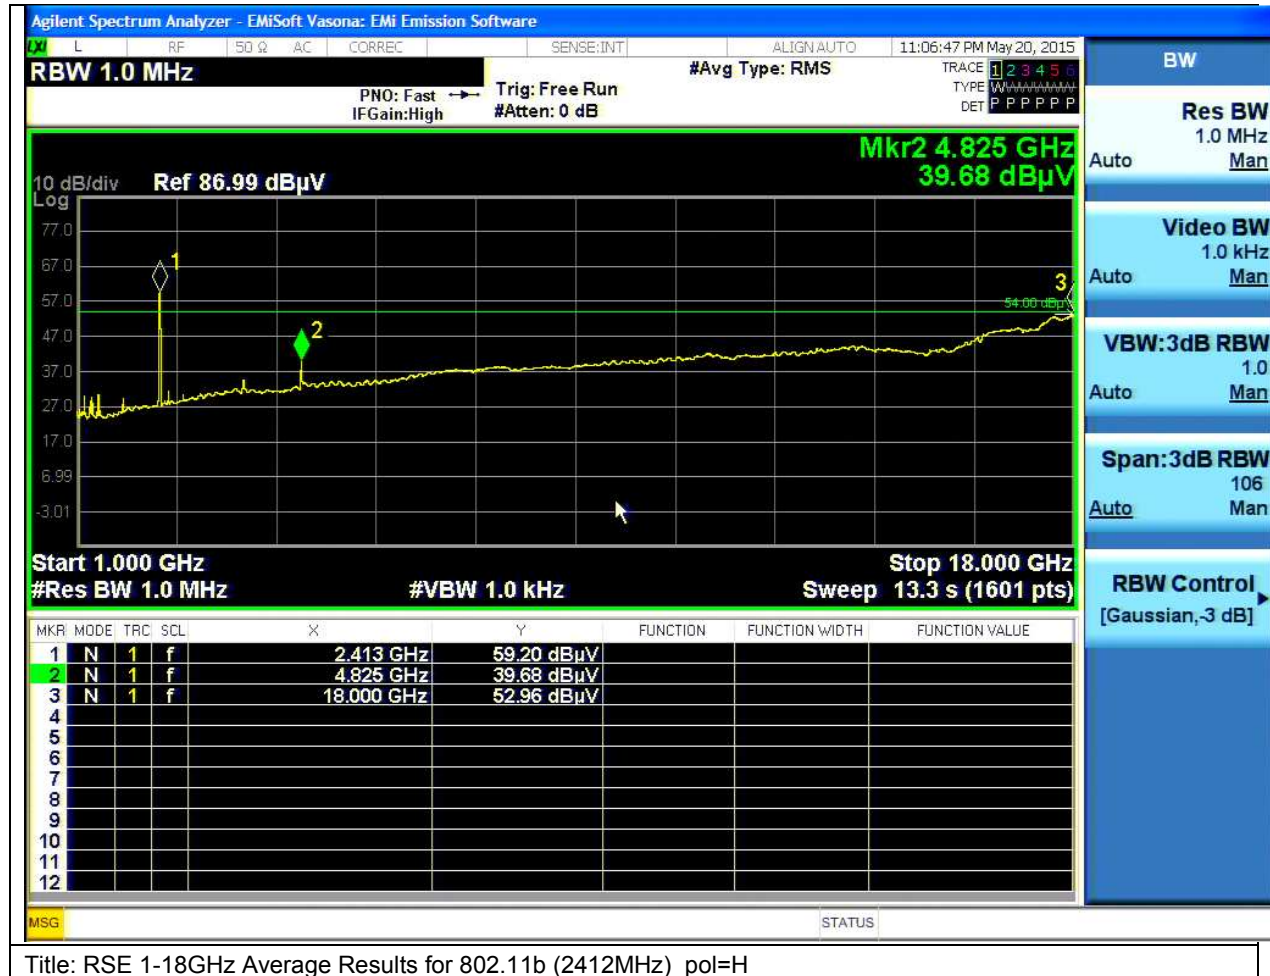 Agilent Spectrum Analyzer - EMiSoft Vasona: EMi Emission Software
LXI L RF 50 Ω AC CORREC SENSE:INT ALIGNAUTO 11:06:47 PM May 20, 2015
RBW 1.0 MHz
PNO: Fast
IFGain:High
Trig: Free Run
#Atten: 0 dB
#Avg Type: RMS
TRACE 1 2 3 4 5 6
TYPE WWWWWW
DET P P P P P P
Mkr2 4.825 GHz
39.68 dBµV
10 dB/div Ref 86.99 dBµV
Log
77.0
67.0
57.0
47.0
37.0
27.0
17.0
6.99
-3.01
1
2
3
54.00 dBµV
Start 1.000 GHz Stop 18.000 GHz
#Res BW 1.0 MHz #VBW 1.0 kHz Sweep 13.3 s (1601 pts)
MKR MODE TRC SCL X Y FUNCTION FUNCTION WIDTH FUNCTION VALUE
1 N 1 f 2.413 GHz 59.20 dBµV
2 N 1 f 4.825 GHz 39.68 dBµV
3 N 1 f 18.000 GHz 52.96 dBµV
4
5
6
7
8
9
10
11
12
MSG STATUS
BW
Res BW
1.0 MHz
Auto Man
Video BW
1.0 kHz
Auto Man
VBW:3dB RBW
1.0
Auto Man
Span:3dB RBW
106
Auto Man
RBW Control
[Gaussian,-3 dB]
Title: RSE 1-18GHz Average Results for 802.11b (2412MHz)  pol=H